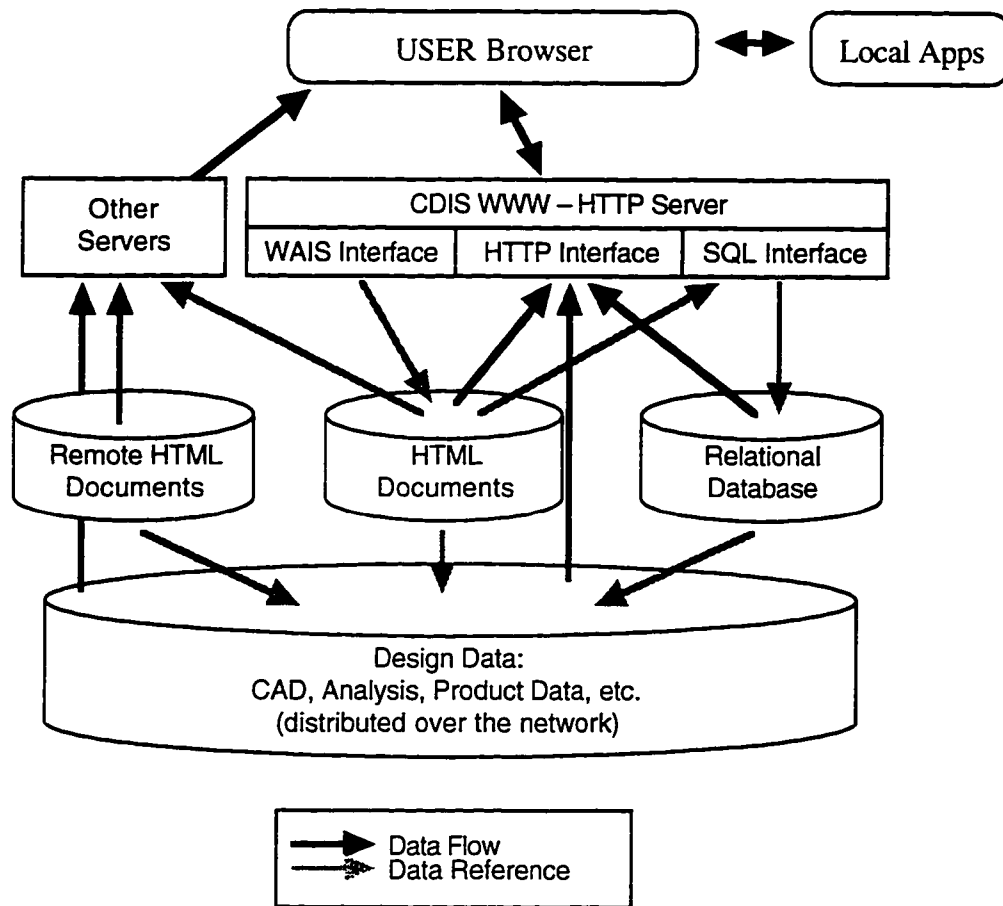 USER Browser
Local Apps
Other
Servers
CDIS WWW – HTTP Server
WAIS Interface
HTTP Interface
SQL Interface
Remote HTML
Documents
HTML
Documents
Relational
Database
Design Data:
CAD, Analysis, Product Data, etc.
(distributed over the network)
Data Flow
Data Reference